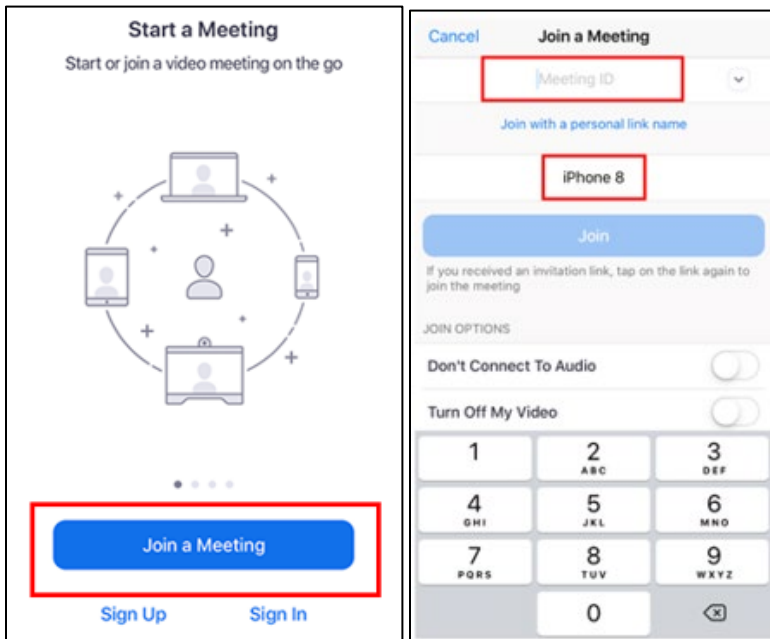 Start a Meeting
Start or join a video meeting on the go
Join a Meeting
Sign Up Sign In
Cancel Join a Meeting
Meeting ID
Join with a personal link name
iPhone 8
Join
If you received an invitation link, tap on the link again to
join the meeting
JOIN OPTIONS
Don't Connect To Audio
Turn Off My Video
1 2 3
ABC DEF
4 5 6
GHI JKL MNO
7 8 9
PQRS TUV WXYZ
0